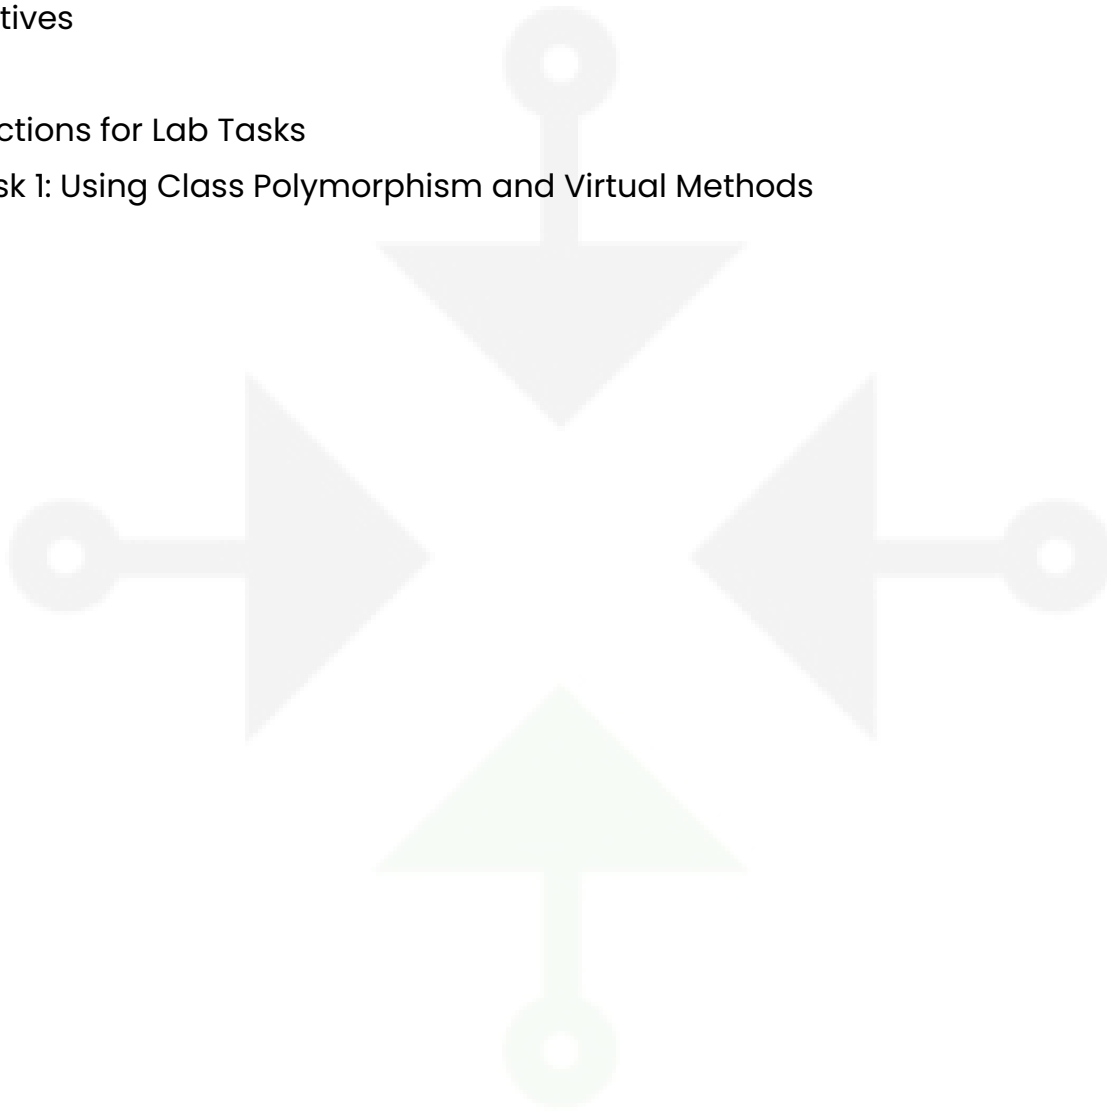 tives
ctions for Lab Tasks
sk 1: Using Class Polymorphism and Virtual Methods